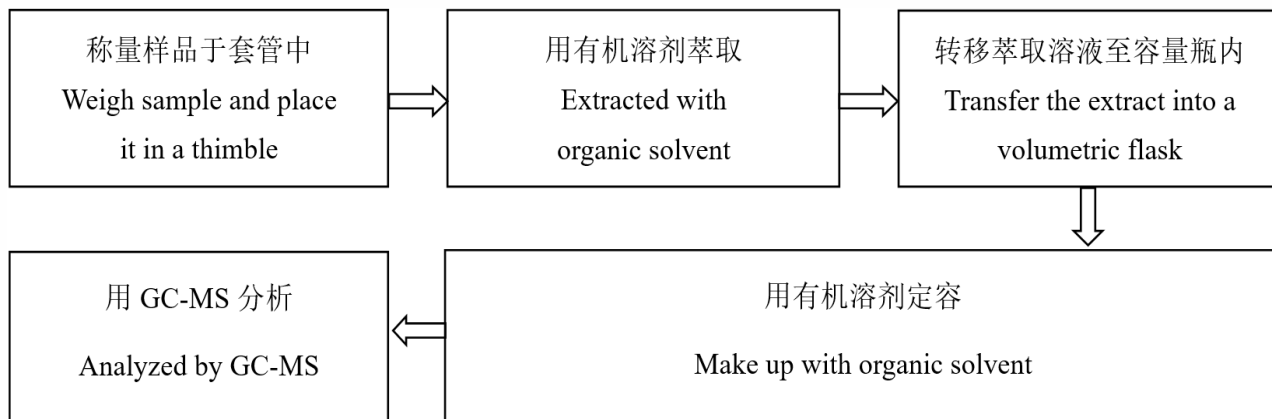 称量样品于套管中
Weigh sample and place
it in a thimble
用有机溶剂萃取
Extracted with
organic solvent
转移萃取溶液至容量瓶内
Transfer the extract into a
volumetric flask
用有机溶剂定容
Make up with organic solvent
用 GC-MS 分析
Analyzed by GC-MS